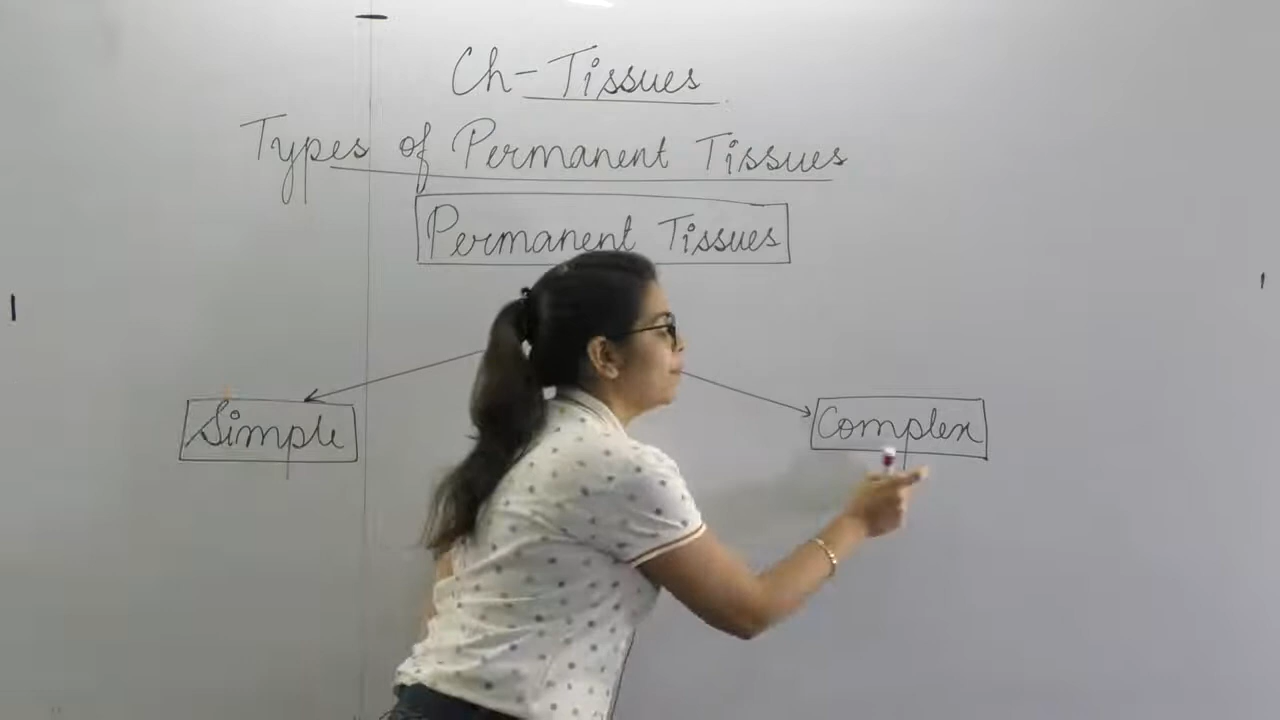 Ch-Tissues
Types of Permanent Tissues
Permanent Tissues
Simple
Complex